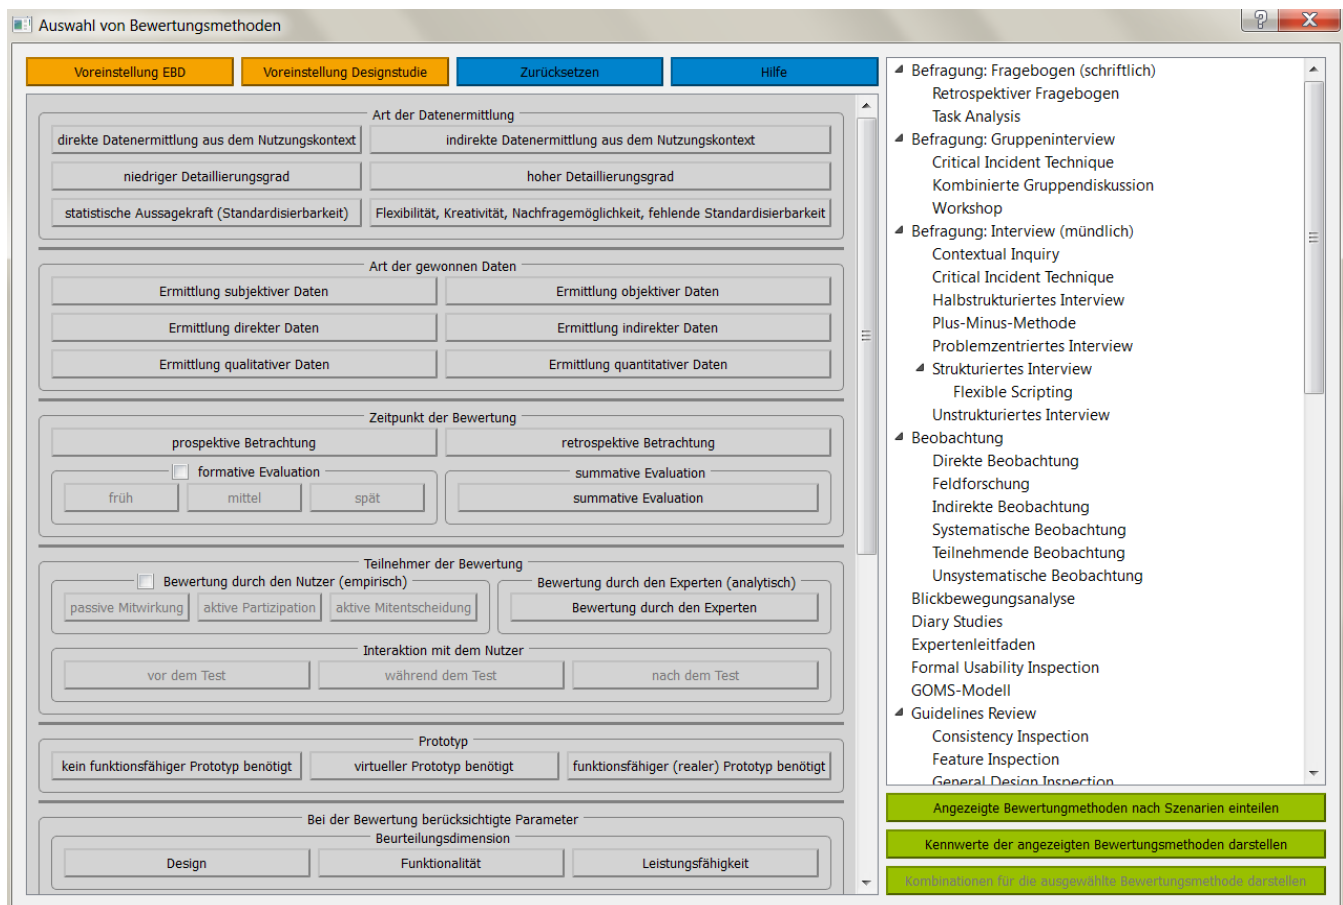 Auswahl von Bewertungsmethoden
Voreinstellung EBD
Voreinstellung Designstudie
Zurücksetzen
Hilfe
Art der Datenermittlung
direkte Datenermittlung aus dem Nutzungskontext
indirekte Datenermittlung aus dem Nutzungskontext
niedriger Detaillierungsgrad
hoher Detaillierungsgrad
statistische Aussagekraft (Standardisierbarkeit)
Flexibilität, Kreativität, Nachfragemöglichkeit, fehlende Standardisierbarkeit
Art der gewonnen Daten
Ermittlung subjektiver Daten
Ermittlung objektiver Daten
Ermittlung direkter Daten
Ermittlung indirekter Daten
Ermittlung qualitativer Daten
Ermittlung quantitativer Daten
Zeitpunkt der Bewertung
prospektive Betrachtung
retrospektive Betrachtung
formative Evaluation
summative Evaluation
früh
mittel
spät
summative Evaluation
Teilnehmer der Bewertung
Bewertung durch den Nutzer (empirisch)
Bewertung durch den Experten (analytisch)
passive Mitwirkung
aktive Partizipation
aktive Mitentscheidung
Bewertung durch den Experten
Interaktion mit dem Nutzer
vor dem Test
während dem Test
nach dem Test
Prototyp
kein funktionsfähiger Prototyp benötigt
virtueller Prototyp benötigt
funktionsfähiger (realer) Prototyp benötigt
Bei der Bewertung berücksichtigte Parameter
Beurteilungsdimension
Design
Funktionalität
Leistungsfähigkeit
Befragung: Fragebogen (schriftlich)
Retrospektiver Fragebogen
Task Analysis
Befragung: Gruppeninterview
Critical Incident Technique
Kombinierte Gruppendiskussion
Workshop
Befragung: Interview (mündlich)
Contextual Inquiry
Critical Incident Technique
Halbstrukturiertes Interview
Plus-Minus-Methode
Problemzentriertes Interview
Strukturiertes Interview
Flexible Scripting
Unstrukturiertes Interview
Beobachtung
Direkte Beobachtung
Feldforschung
Indirekte Beobachtung
Systematische Beobachtung
Teilnehmende Beobachtung
Unsystematische Beobachtung
Blickbewegungsanalyse
Diary Studies
Expertenleitfaden
Formal Usability Inspection
GOMS-Modell
Guidelines Review
Consistency Inspection
Feature Inspection
General Design Inspection
Angezeigte Bewertungmethoden nach Szenarien einteilen
Kennwerte der angezeigten Bewertungsmethoden darstellen
Kombinationen für die ausgewählte Bewertungsmethode darstellen